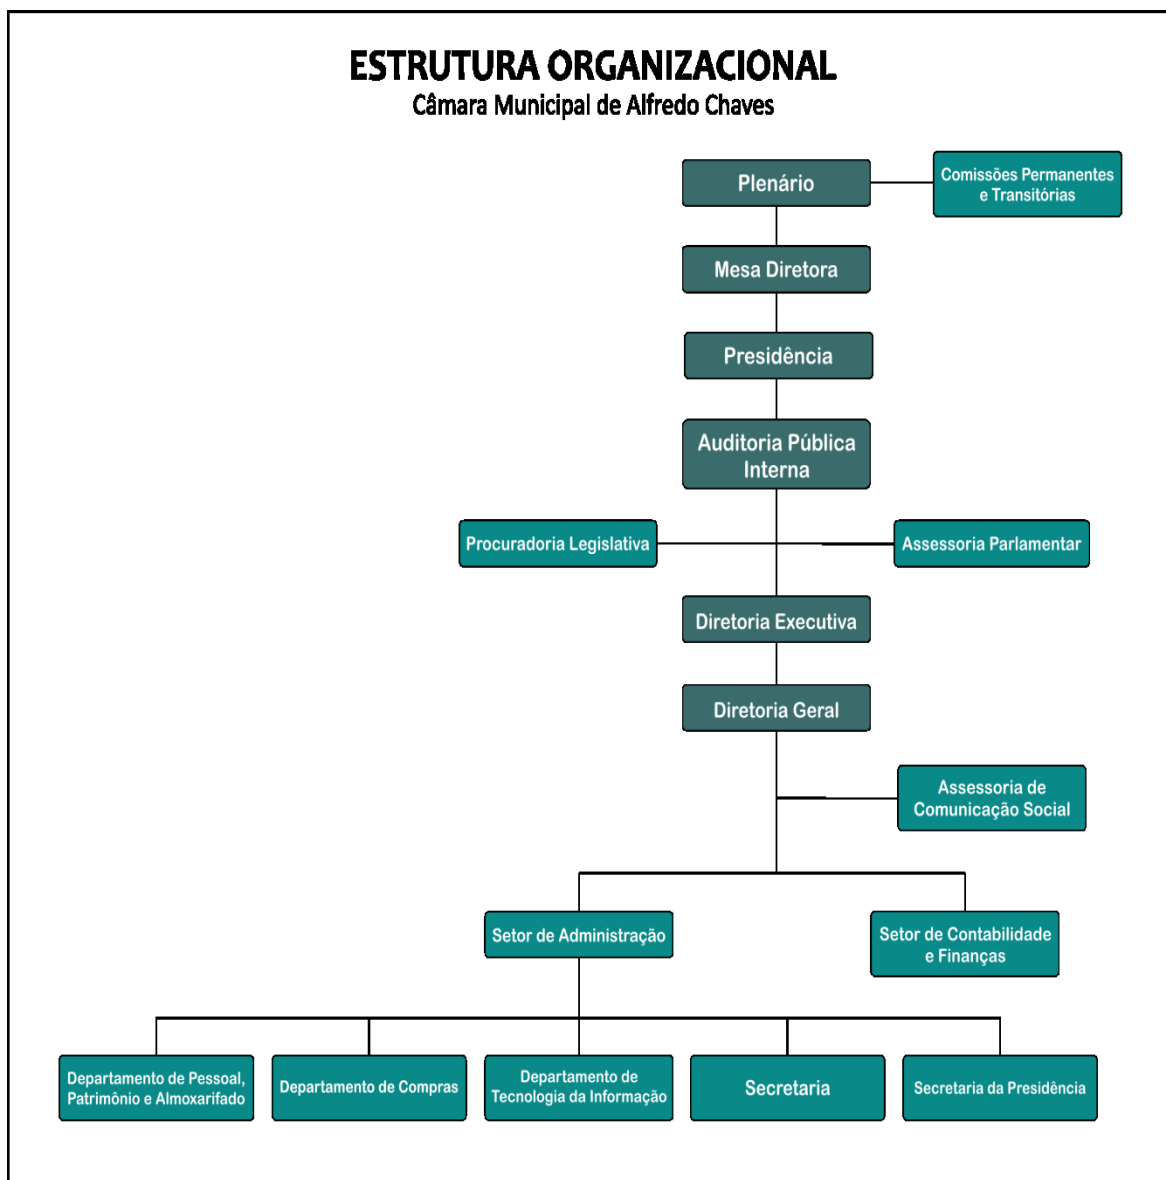 ESTRUTURA ORGANIZACIONAL
Câmara Municipal de Alfredo Chaves
Plenário
Comissões Permanentes
e Transitórias
Mesa Diretora
Presidência
Auditoria Pública
Interna
Procuradoria Legislativa
Assessoria Parlamentar
Diretoria Executiva
Diretoria Geral
Assessoria de
Comunicação Social
Setor de Administração
Setor de Contabilidade
e Finanças
Departamento de Pessoal,
Patrimônio e Almoxarifado
Departamento de Compras
Departamento de
Tecnologia da Informação
Secretaria
Secretaria da Presidência